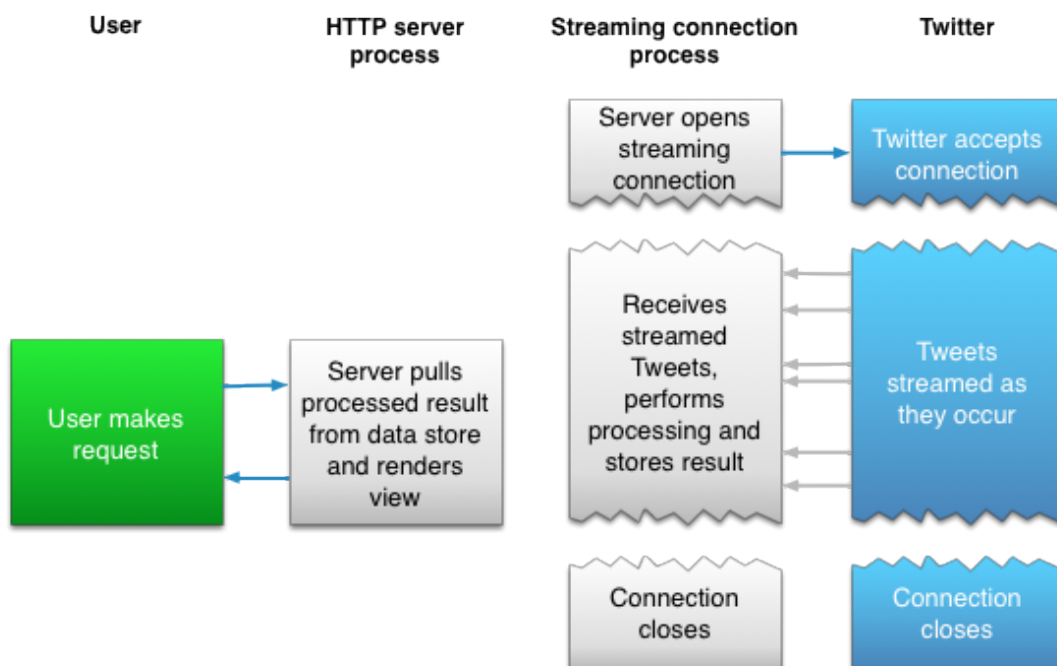 User
HTTP server
process
Streaming connection
process
Twitter
Server opens
streaming
connection
Twitter accepts
connection
User makes
request
Server pulls
processed result
from data store
and renders
view
Receives
streamed
Tweets,
performs
processing and
stores result
Tweets
streamed as
they occur
Connection
closes
Connection
closes